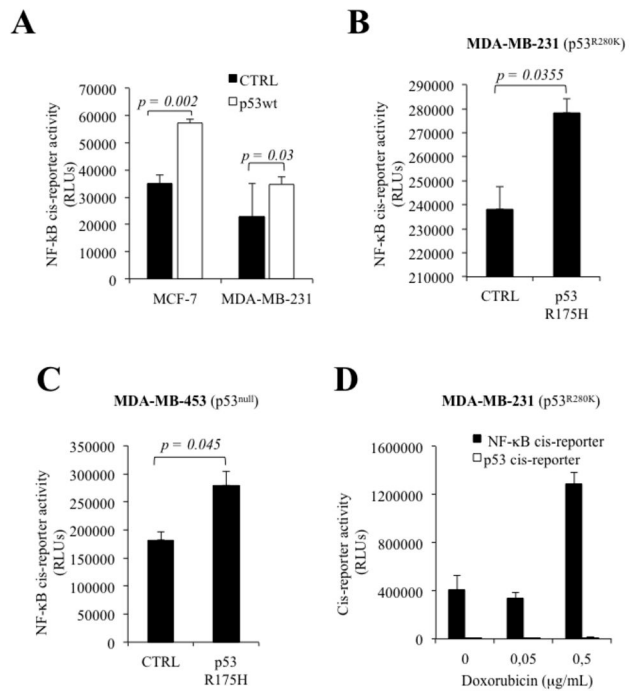 A
NF-kB cis-reporter activity
(RLUs)
70000
60000
50000
40000
30000
20000
10000
0
CTRL
p53wt
p = 0.002
p = 0.03
MCF-7
MDA-MB-231
B
MDA-MB-231 (p53R280K)
NF-κB cis-reporter activity
(RLUs)
290000
280000
270000
260000
250000
240000
230000
220000
210000
p = 0.0355
CTRL
p53
R175H
C
MDA-MB-453 (p53null)
NF-κB cis-reporter activity
(RLUs)
350000
300000
250000
200000
150000
100000
50000
0
p = 0.045
CTRL
p53
R175H
D
MDA-MB-231 (p53R280K)
NF-κB cis-reporter
p53 cis-reporter
Cis-reporter activity
(RLUs)
1600000
1200000
800000
400000
0
0
0,05
0,5
Doxorubicin (μg/mL)